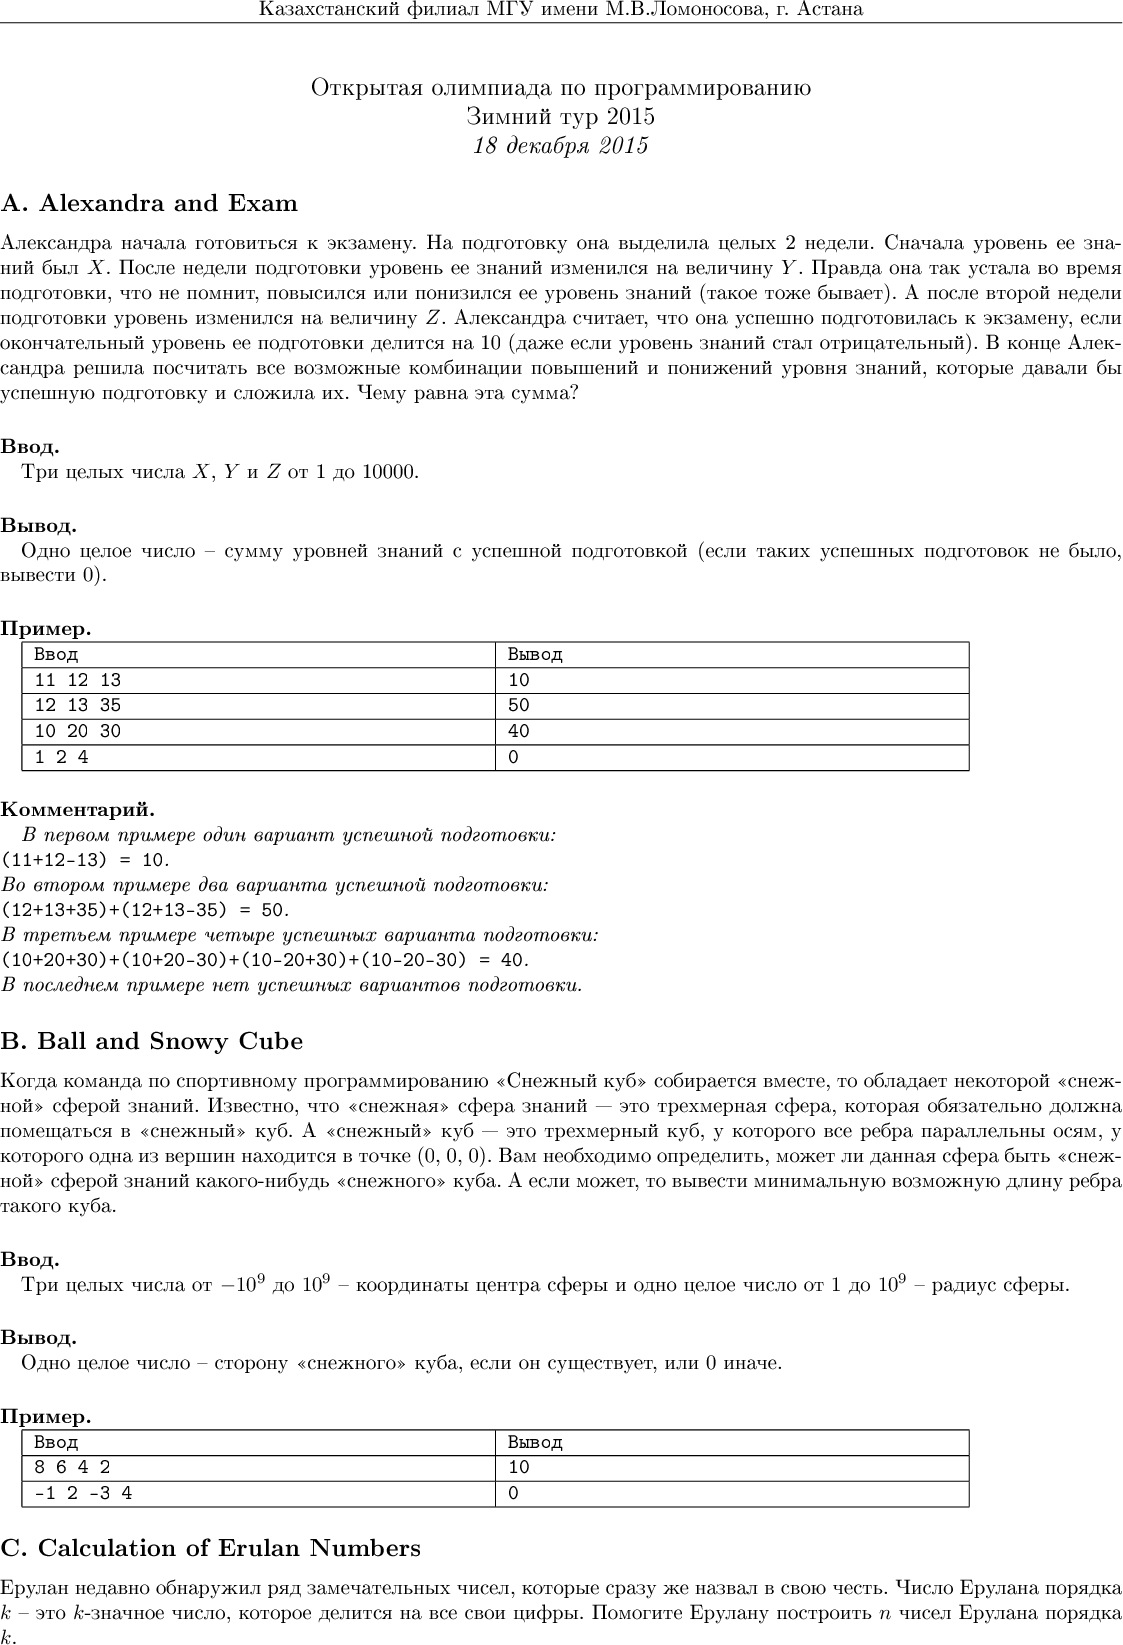 Казахстанский филиал МГУ имени М.В.Ломоносова, г. Астана
Открытая олимпиада по программированию
Зимний тур 2015
18 декабря 2015
A. Alexandra and Exam
Александра начала готовиться к экзамену. На подготовку она выделила целых 2 недели. Сначала уровень ее зна-
ний был X. После недели подготовки уровень ее знаний изменился на величину Y. Правда она так устала во время
подготовки, что не помнит, повысился или понизился ее уровень знаний (такое тоже бывает). А после второй недели
подготовки уровень изменился на величину Z. Александра считает, что она успешно подготовилась к экзамену, если
окончательный уровень ее подготовки делится на 10 (даже если уровень знаний стал отрицательный). В конце Алек-
сандра решила посчитать все возможные комбинации повышений и понижений уровня знаний, которые давали бы
успешную подготовку и сложила их. Чему равна эта сумма?
Ввод.
Три целых числа X, Y и Z от 1 до 10000.
Вывод.
Одно целое число – сумму уровней знаний с успешной подготовкой (если таких успешных подготовок не было,
вывести 0).
Пример.
Ввод Вывод
11 12 13 10
12 13 35 50
10 20 30 40
1 2 4 0
Комментарий.
В первом примере один вариант успешной подготовки:
(11+12-13) = 10.
Во втором примере два варианта успешной подготовки:
(12+13+35)+(12+13-35) = 50.
В третьем примере четыре успешных варианта подготовки:
(10+20+30)+(10+20-30)+(10-20+30)+(10-20-30) = 40.
В последнем примере нет успешных вариантов подготовки.
B. Ball and Snowy Cube
Когда команда по спортивному программированию «Снежный куб» собирается вместе, то обладает некоторой «снеж-
ной» сферой знаний. Известно, что «снежная» сфера знаний — это трехмерная сфера, которая обязательно должна
помещаться в «снежный» куб. А «снежный» куб — это трехмерный куб, у которого все ребра параллельны осям, у
которого одна из вершин находится в точке (0, 0, 0). Вам необходимо определить, может ли данная сфера быть «снеж-
ной» сферой знаний какого-нибудь «снежного» куба. А если может, то вывести минимальную возможную длину ребра
такого куба.
Ввод.
Три целых числа от −10⁹ до 10⁹ – координаты центра сферы и одно целое число от 1 до 10⁹ – радиус сферы.
Вывод.
Одно целое число – сторону «снежного» куба, если он существует, или 0 иначе.
Пример.
Ввод Вывод
8 6 4 2 10
-1 2 -3 4 0
C. Calculation of Erulan Numbers
Ерулан недавно обнаружил ряд замечательных чисел, которые сразу же назвал в свою честь. Число Ерулана порядка
k – это k-значное число, которое делится на все свои цифры. Помогите Ерулану построить n чисел Ерулана порядка
k.